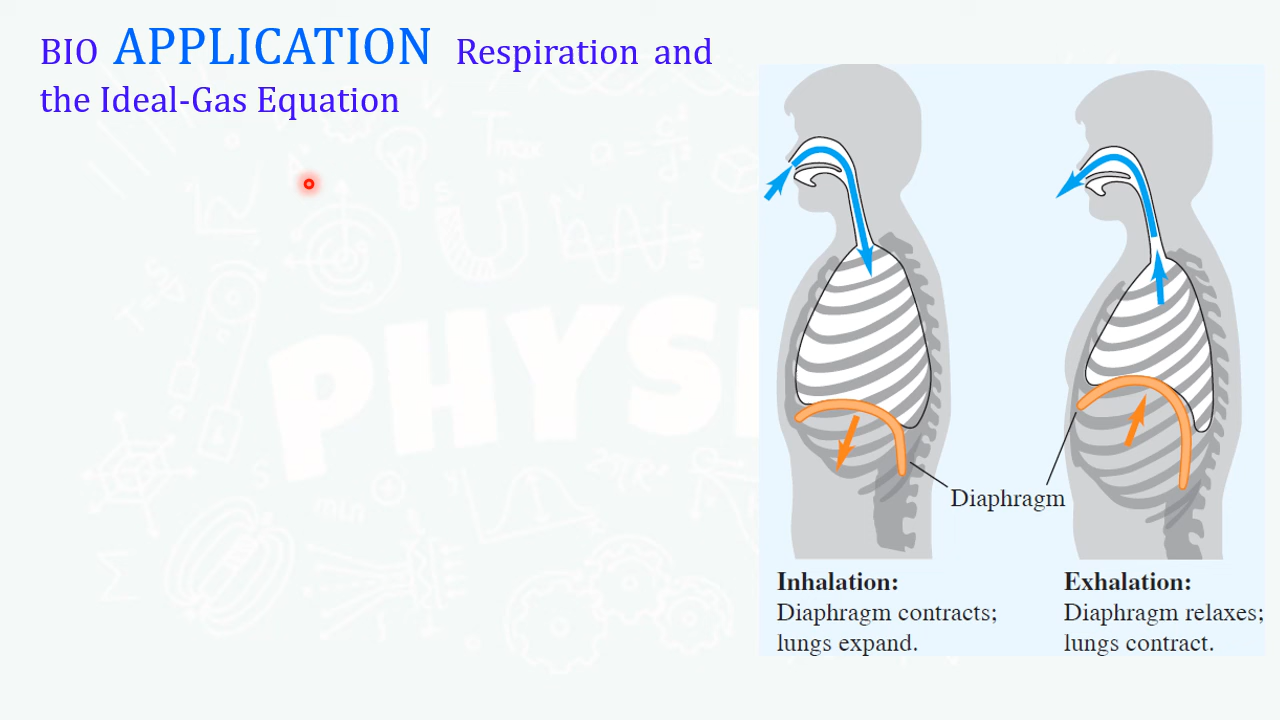 BIO APPLICATION Respiration and
the Ideal-Gas Equation
PHYSI
Diaphragm
Inhalation:
Diaphragm contracts;
lungs expand.
Exhalation:
Diaphragm relaxes;
lungs contract.